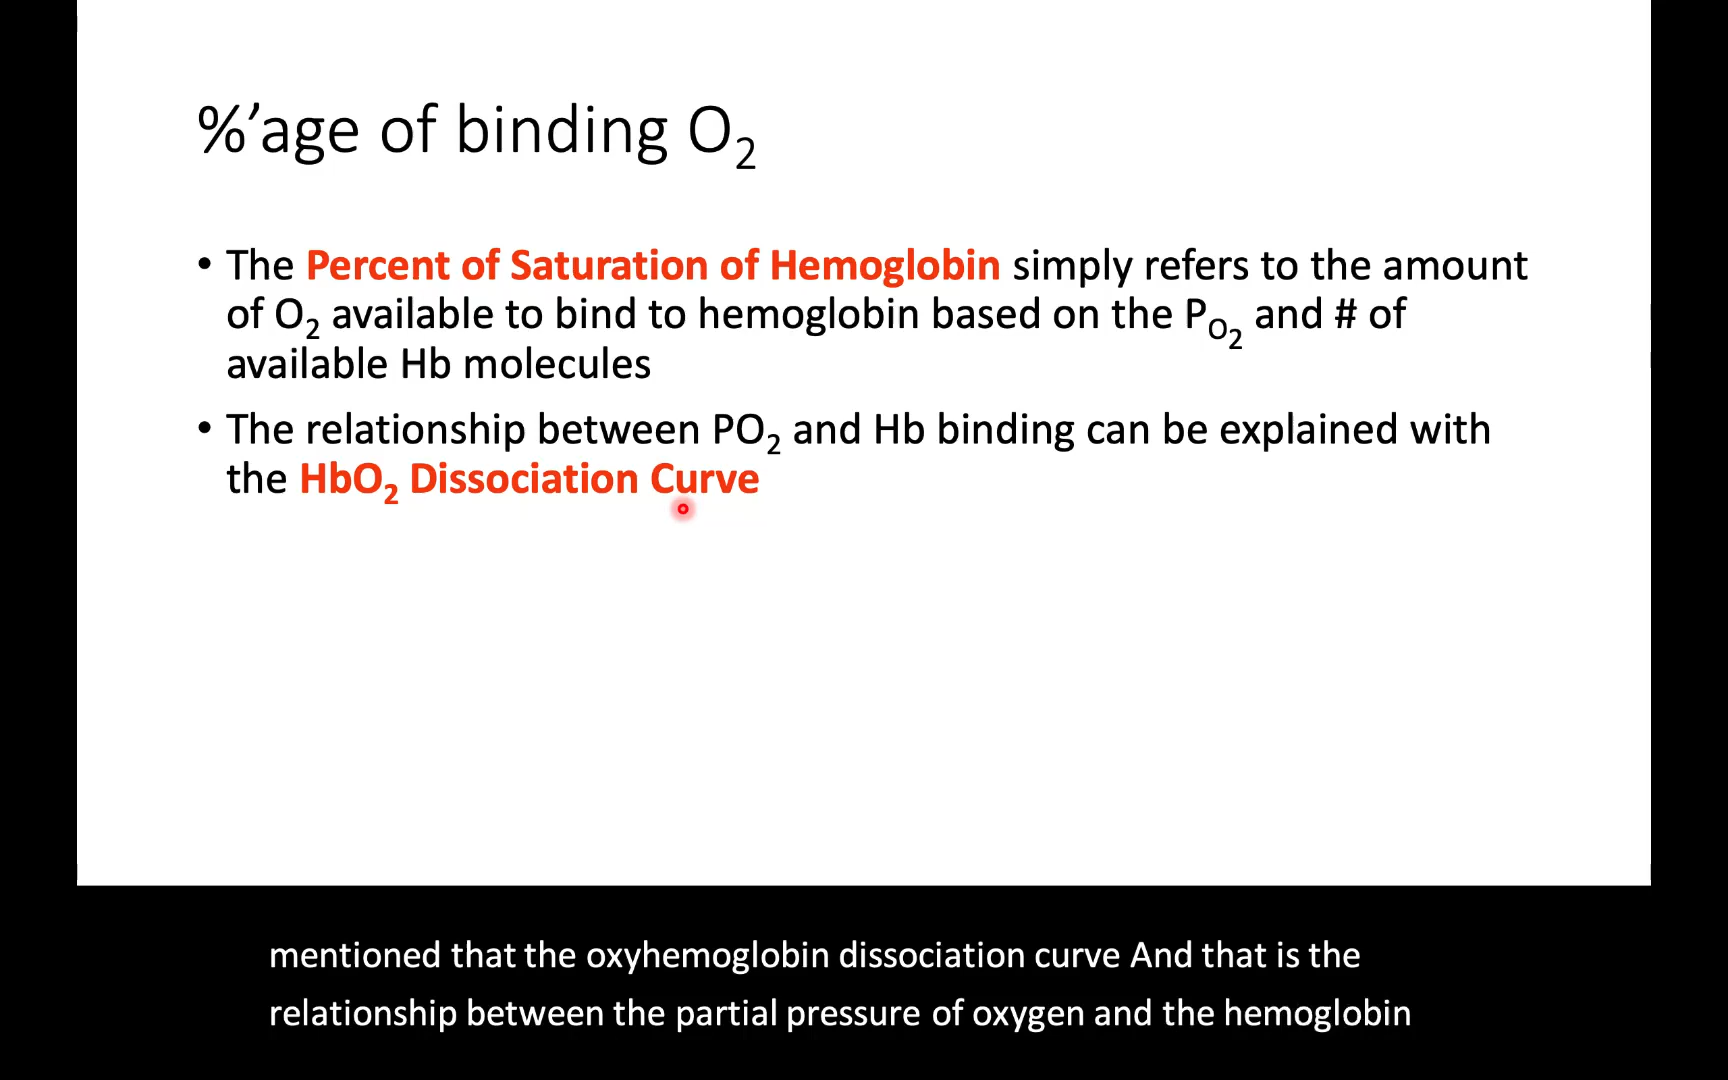 %’age of binding O₂
• The Percent of Saturation of Hemoglobin simply refers to the amount
of O₂ available to bind to hemoglobin based on the P_O₂ and # of
available Hb molecules
• The relationship between PO₂ and Hb binding can be explained with
the HbO₂ Dissociation Curve
mentioned that the oxyhemoglobin dissociation curve And that is the
relationship between the partial pressure of oxygen and the hemoglobin